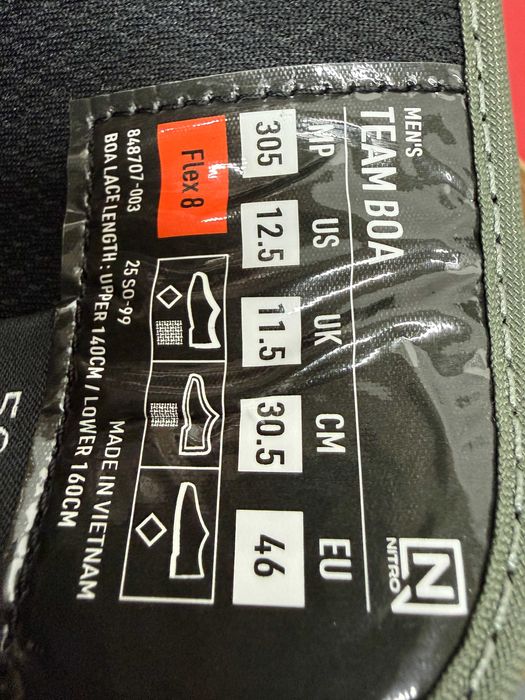 MEN'S
TEAM BOA
NITRO
MP US UK CM EU
305 12.5 11.5 30.5 46
Flex 8
848707-003 25 SO-99 MADE IN VIETNAM
BOA LACE LENGTH : UPPER 140CM / LOWER 160CM